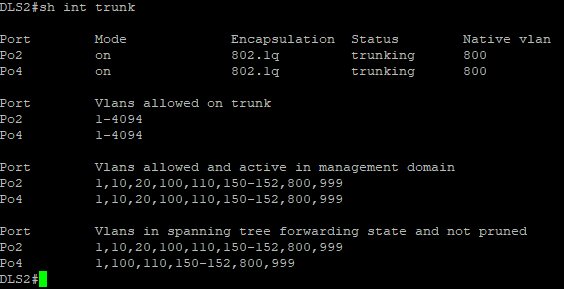 DLS2#sh int trunk
Port Mode Encapsulation Status Native vlan
Po2 on 802.1q trunking 800
Po4 on 802.1q trunking 800
Port Vlans allowed on trunk
Po2 1-4094
Po4 1-4094
Port Vlans allowed and active in management domain
Po2 1,10,20,100,110,150-152,800,999
Po4 1,10,20,100,110,150-152,800,999
Port Vlans in spanning tree forwarding state and not pruned
Po2 1,10,20,100,110,150-152,800,999
Po4 1,100,110,150-152,800,999
DLS2#